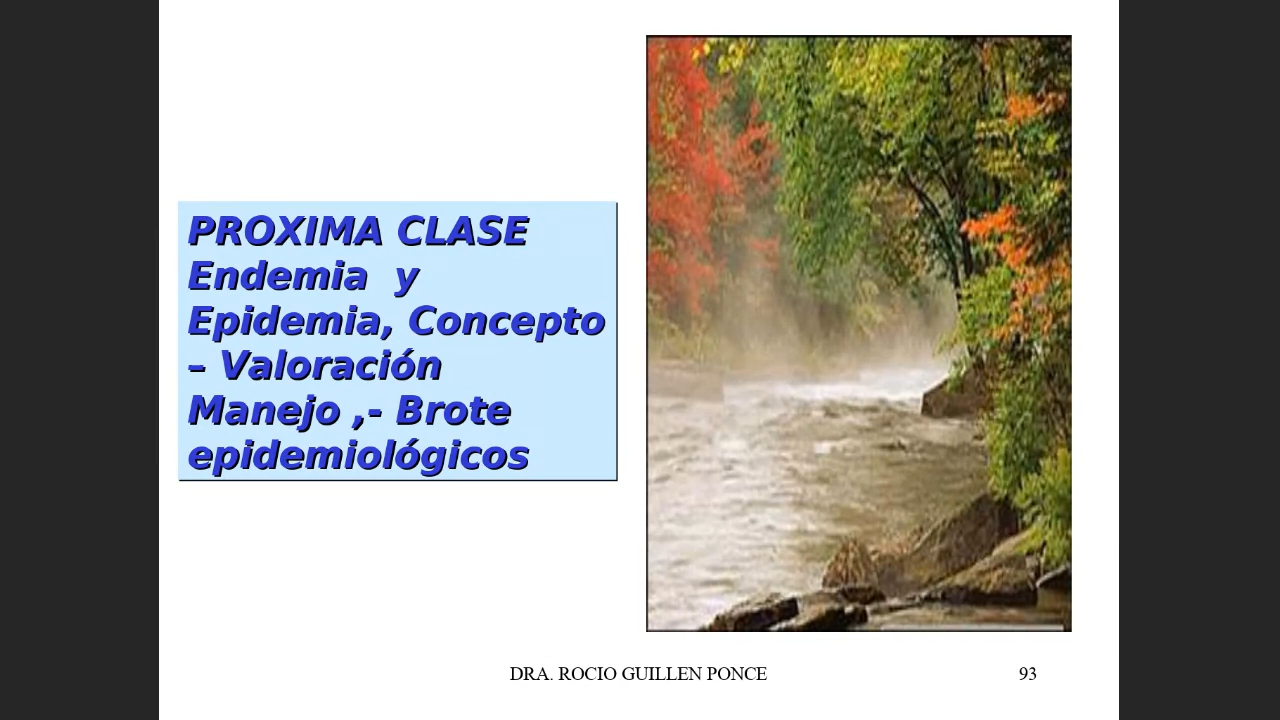 PROXIMA CLASE
Endemia y
Epidemia, Concepto
– Valoración
Manejo ,- Brote
epidemiológicos
DRA. ROCIO GUILLEN PONCE
93